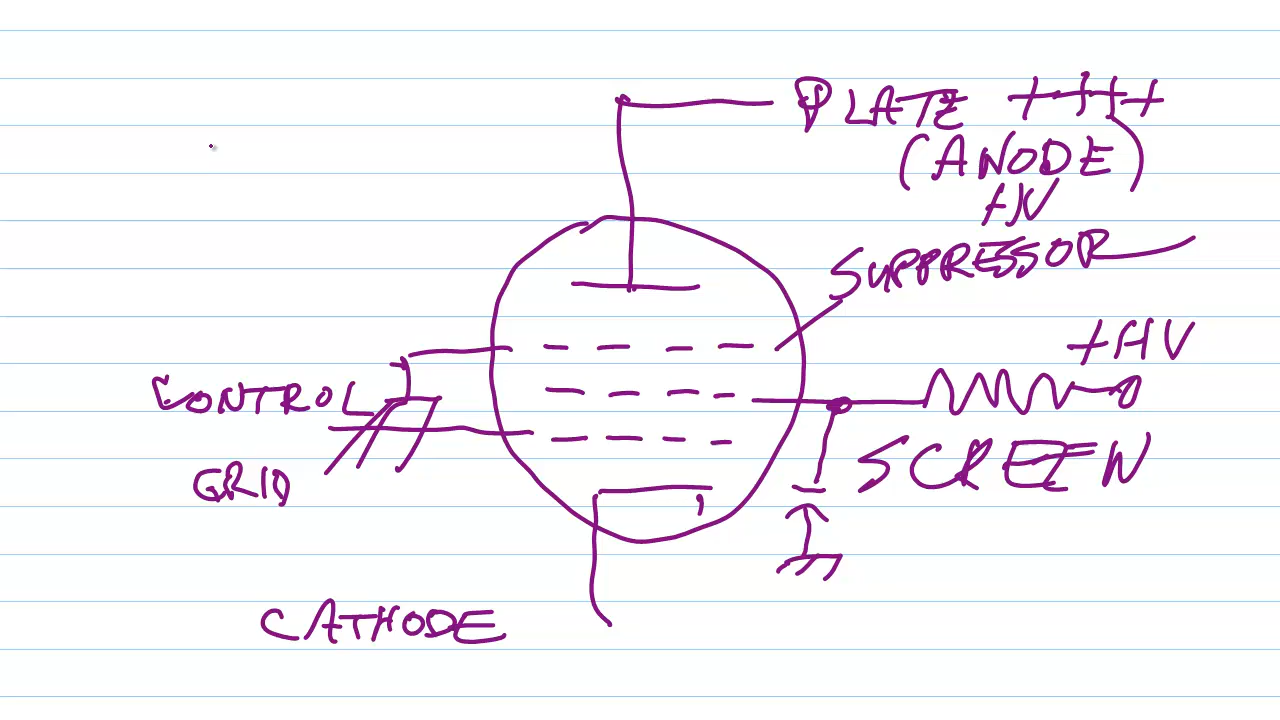 PLATE ++++
(ANODE)
+HV
SUPPRESSOR
+HV
CONTROL
GRID
SCREEN
CATHODE